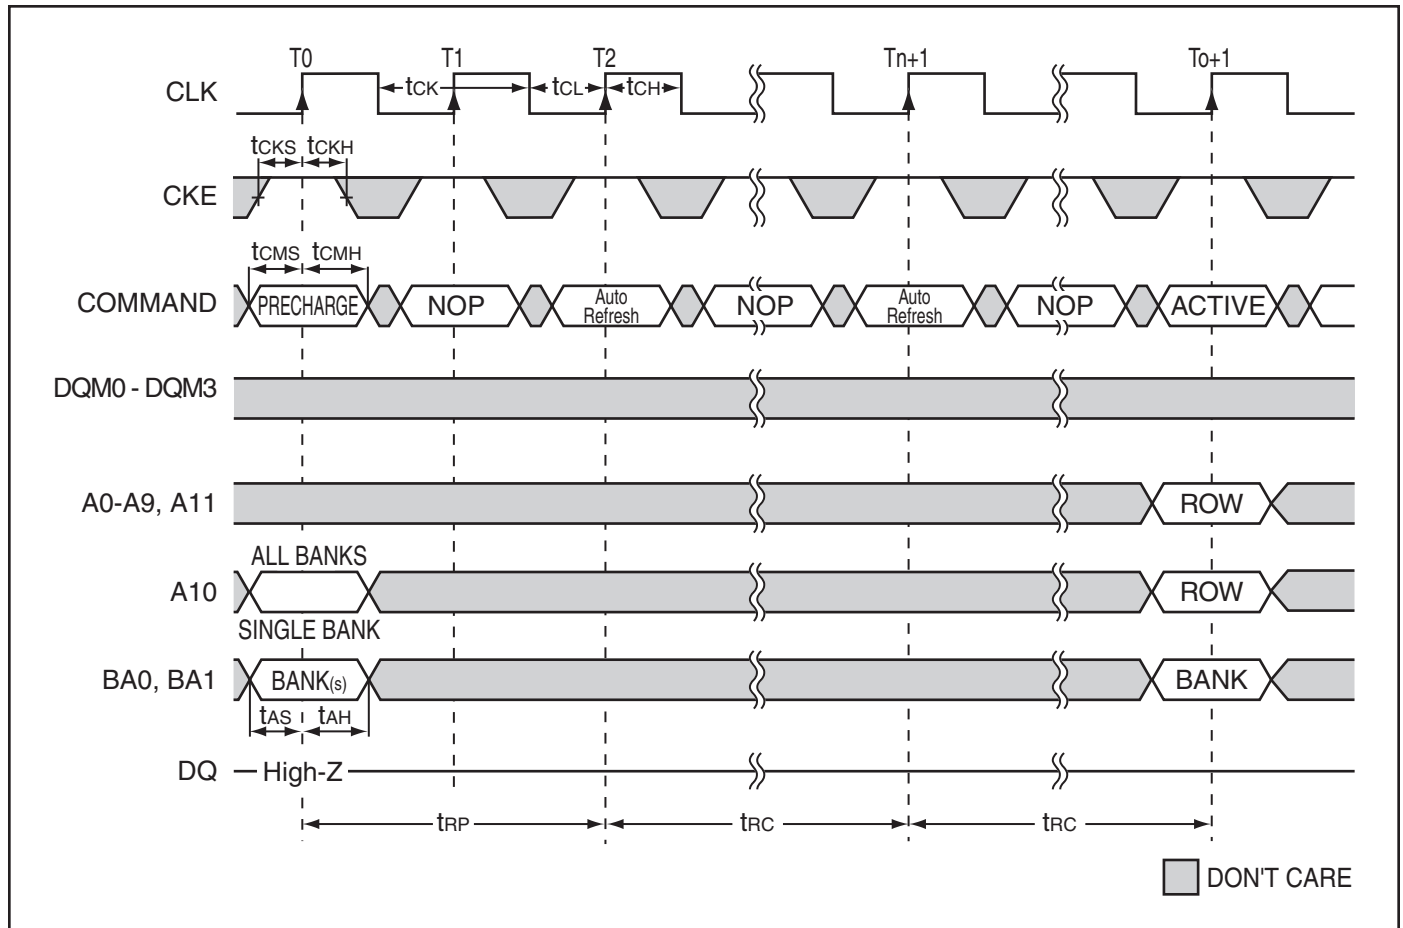 T0 T1 T2 Tn+1 To+1
CLK tCK tCL tCH
tCKS tCKH
CKE
tCMS tCMH
COMMAND PRECHARGE NOP Auto Refresh NOP Auto Refresh NOP ACTIVE
DQM0 - DQM3
A0-A9, A11 ROW
ALL BANKS
A10 ROW
SINGLE BANK
BA0, BA1 BANK(s) BANK
tAS tAH
DQ High-Z
tRP tRC tRC
DON'T CARE